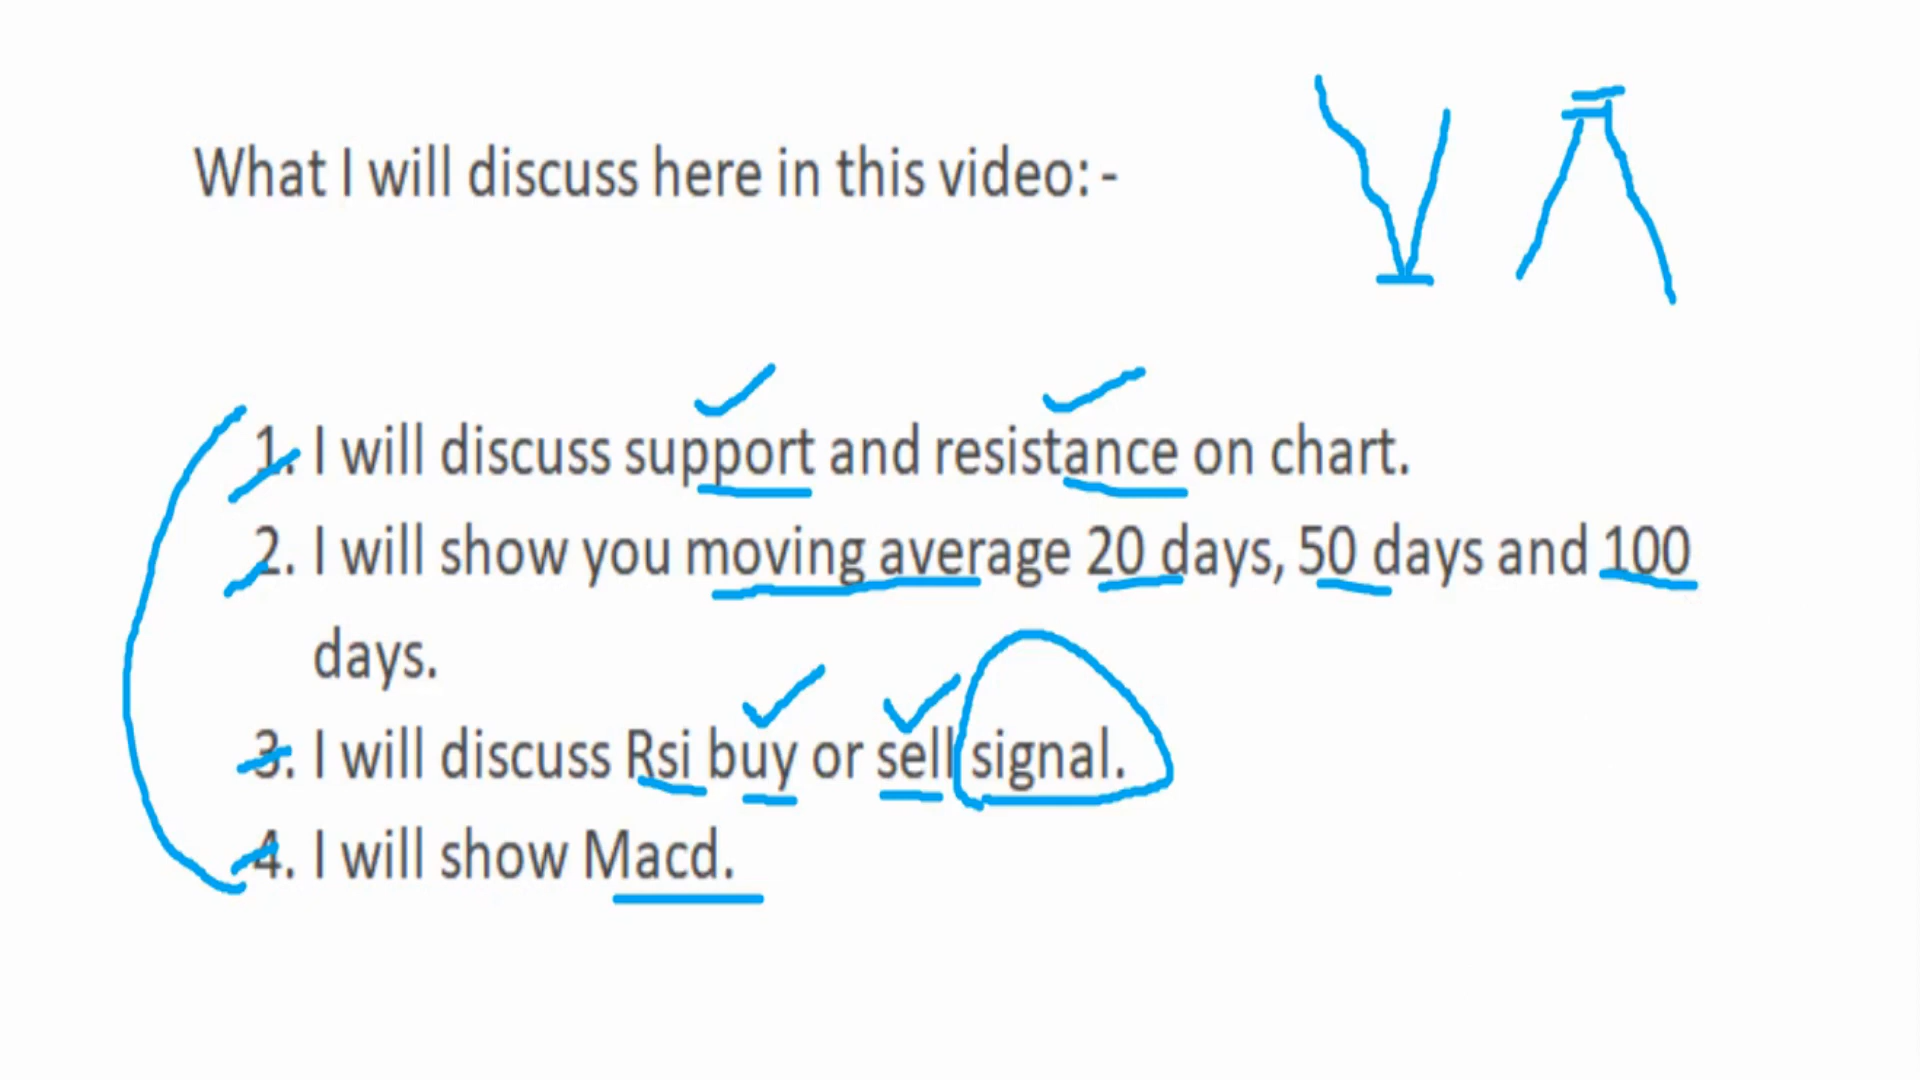 What I will discuss here in this video: -
1. I will discuss support and resistance on chart.
2. I will show you moving average 20 days, 50 days and 100
days.
3. I will discuss Rsi buy or sell signal.
4. I will show Macd.